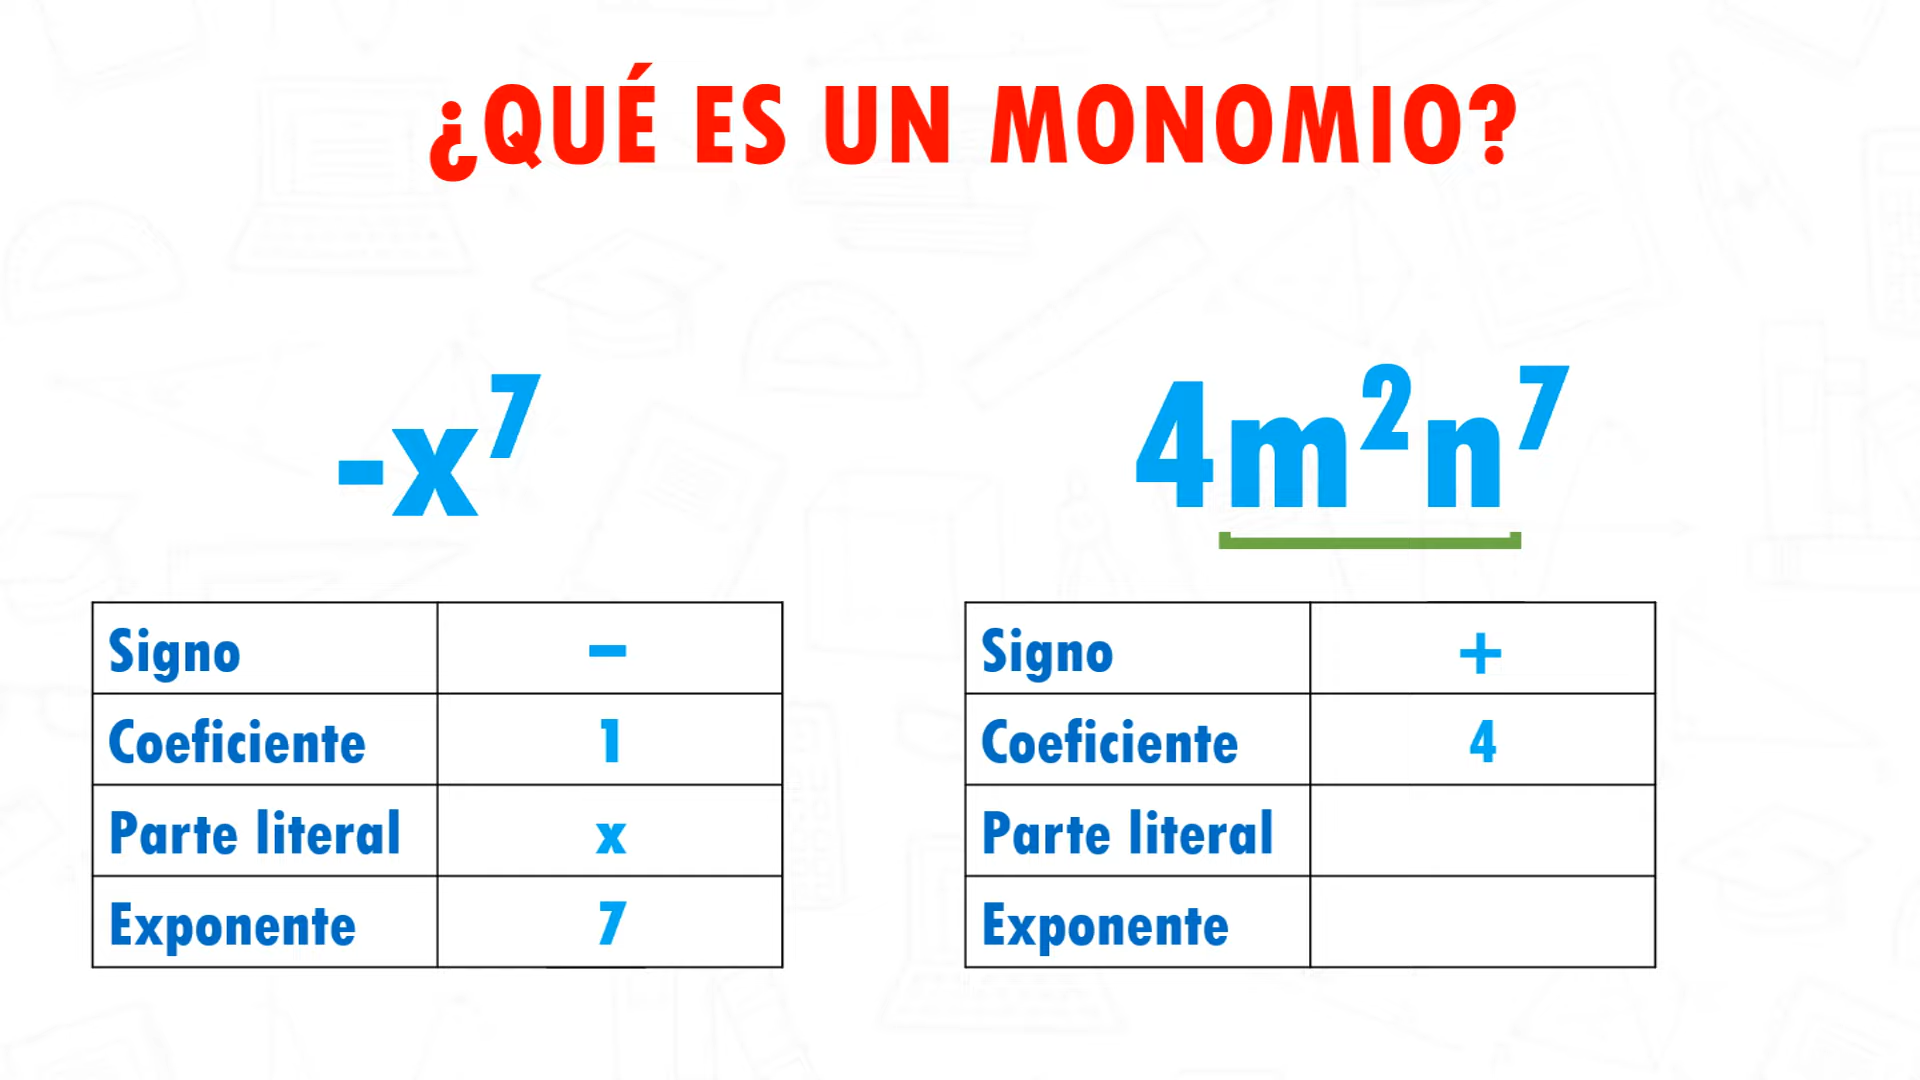 ¿QUÉ ES UN MONOMIO?
-x⁷
4m²n⁷
Signo –
Coeficiente 1
Parte literal x
Exponente 7
Signo +
Coeficiente 4
Parte literal
Exponente